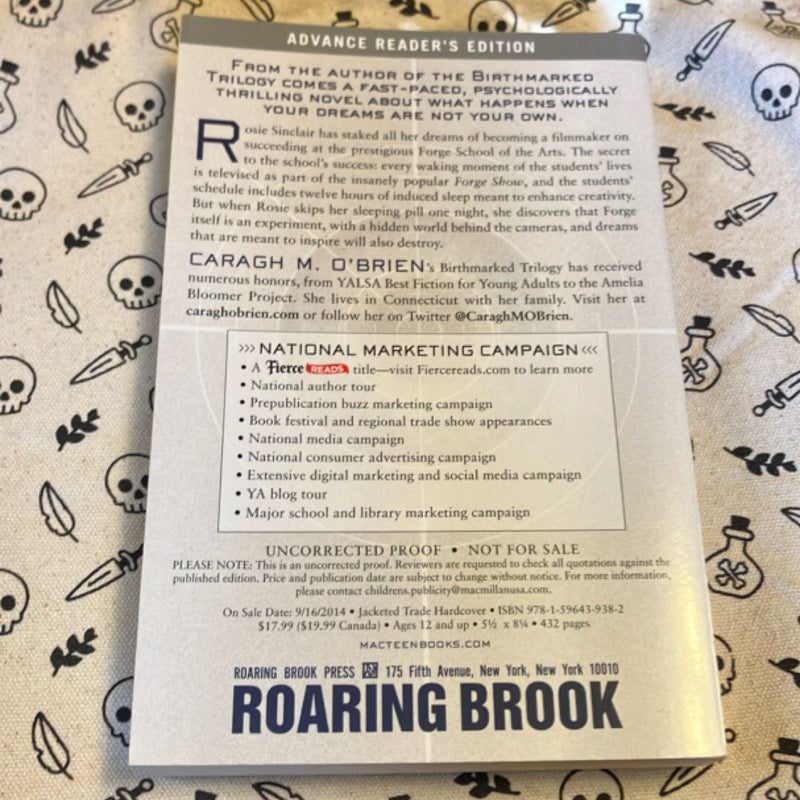 ADVANCE READER'S EDITION
FROM THE AUTHOR OF THE BIRTHMARKED
TRILOGY COMES A FAST-PACED, PSYCHOLOGICALLY
THRILLING NOVEL ABOUT WHAT HAPPENS WHEN
YOUR DREAMS ARE NOT YOUR OWN.
Rosie Sinclair has staked all her dreams of becoming a filmmaker on
succeeding at the prestigious Forge School of the Arts. The secret
to the school's success: every waking moment of the students' lives
is televised as part of the insanely popular Forge Show, and the students'
schedule includes twelve hours of induced sleep meant to enhance creativity.
But when Rosie skips her sleeping pill one night, she discovers that Forge
itself is an experiment, with a hidden world behind the cameras, and dreams
that are meant to inspire will also destroy.
CARAGH M. O'BRIEN's Birthmarked Trilogy has received
numerous honors, from YALSA Best Fiction for Young Adults to the Amelia
Bloomer Project. She lives in Connecticut with her family. Visit her at
caraghobrien.com or follow her on Twitter @CaraghMOBrien.
>>> NATIONAL MARKETING CAMPAIGN <<<
• A Fierce READS title—visit Fiercereads.com to learn more
• National author tour
• Prepublication buzz marketing campaign
• Book festival and regional trade show appearances
• National media campaign
• National consumer advertising campaign
• Extensive digital marketing and social media campaign
• YA blog tour
• Major school and library marketing campaign
UNCORRECTED PROOF • NOT FOR SALE
PLEASE NOTE: This is an uncorrected proof. Reviewers are requested to check all quotations against the
published edition. Price and publication date are subject to change without notice. For more information,
please contact childrens.publicity@macmillanusa.com.
On Sale Date: 9/16/2014 • Jacketed Trade Hardcover • ISBN 978-1-59643-938-2
$17.99 ($19.99 Canada) • Ages 12 and up • 5½ x 8¼ • 432 pages
MACTEENBOOKS.COM
ROARING BROOK PRESS 175 Fifth Avenue, New York, New York 10010
ROARING BROOK